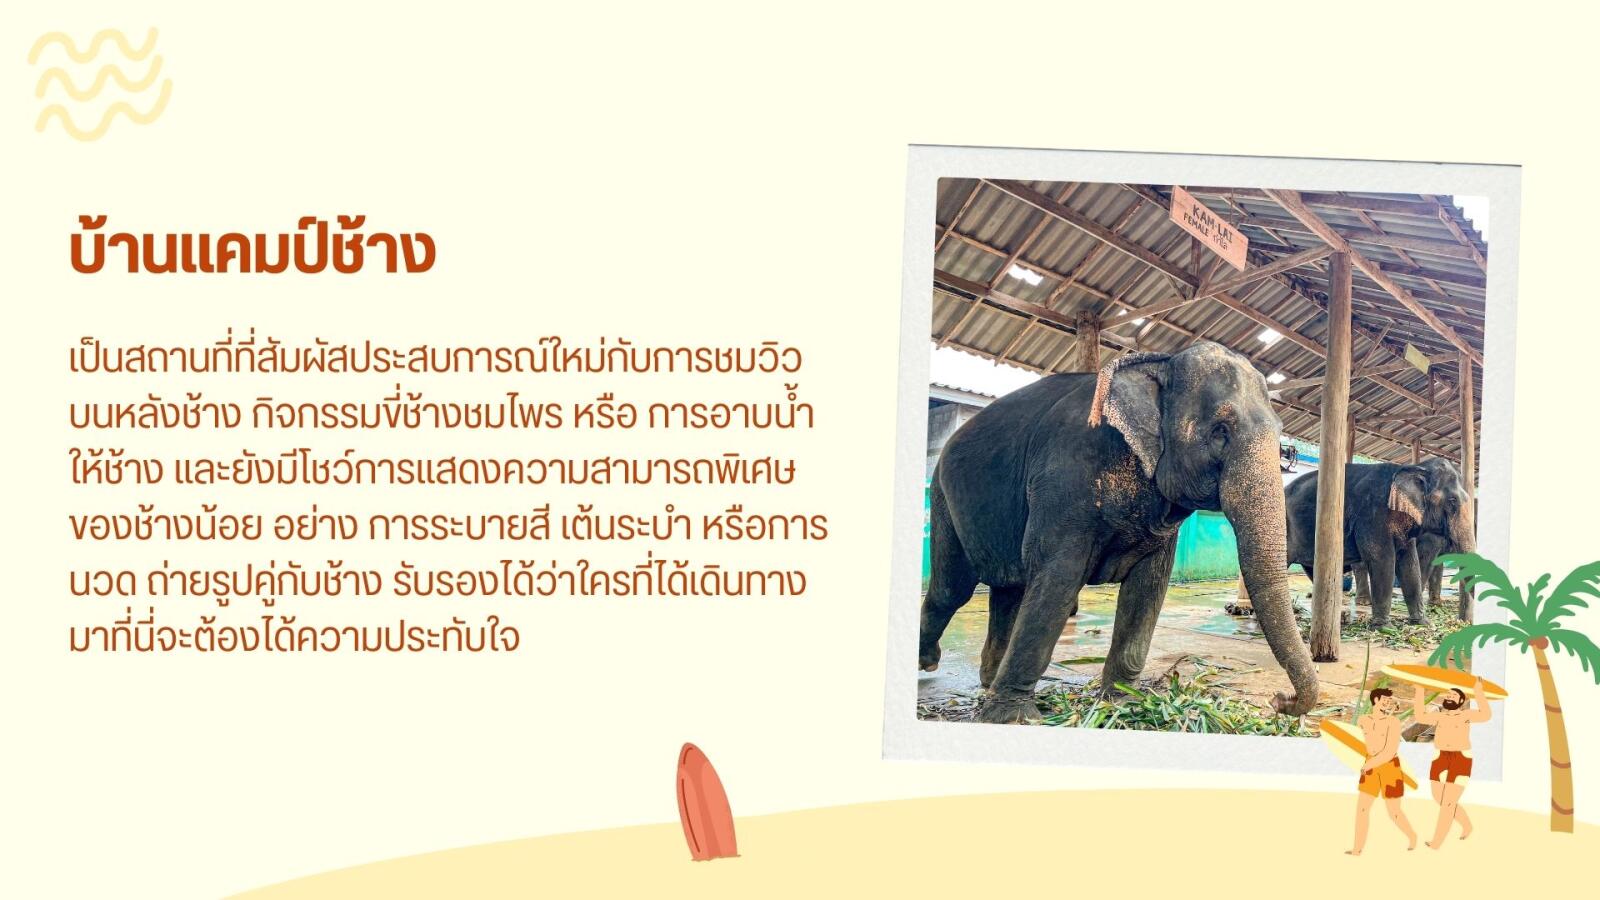 บ้านแคมป์ช้าง
เป็นสถานที่ที่สัมผัสประสบการณ์ใหม่กับการชมวิว
บนหลังช้าง กิจกรรมขี่ช้างชมไพร หรือ การอาบน้ำ
ให้ช้าง และยังมีโชว์การแสดงความสามารถพิเศษ
ของช้างน้อย อย่าง การระบายสี เต้นระบำ หรือการ
นวด ถ่ายรูปคู่กับช้าง รับรองได้ว่าใครที่ได้เดินทาง
มาที่นี่จะต้องได้ความประทับใจ
KAM-LAI
FEMALE